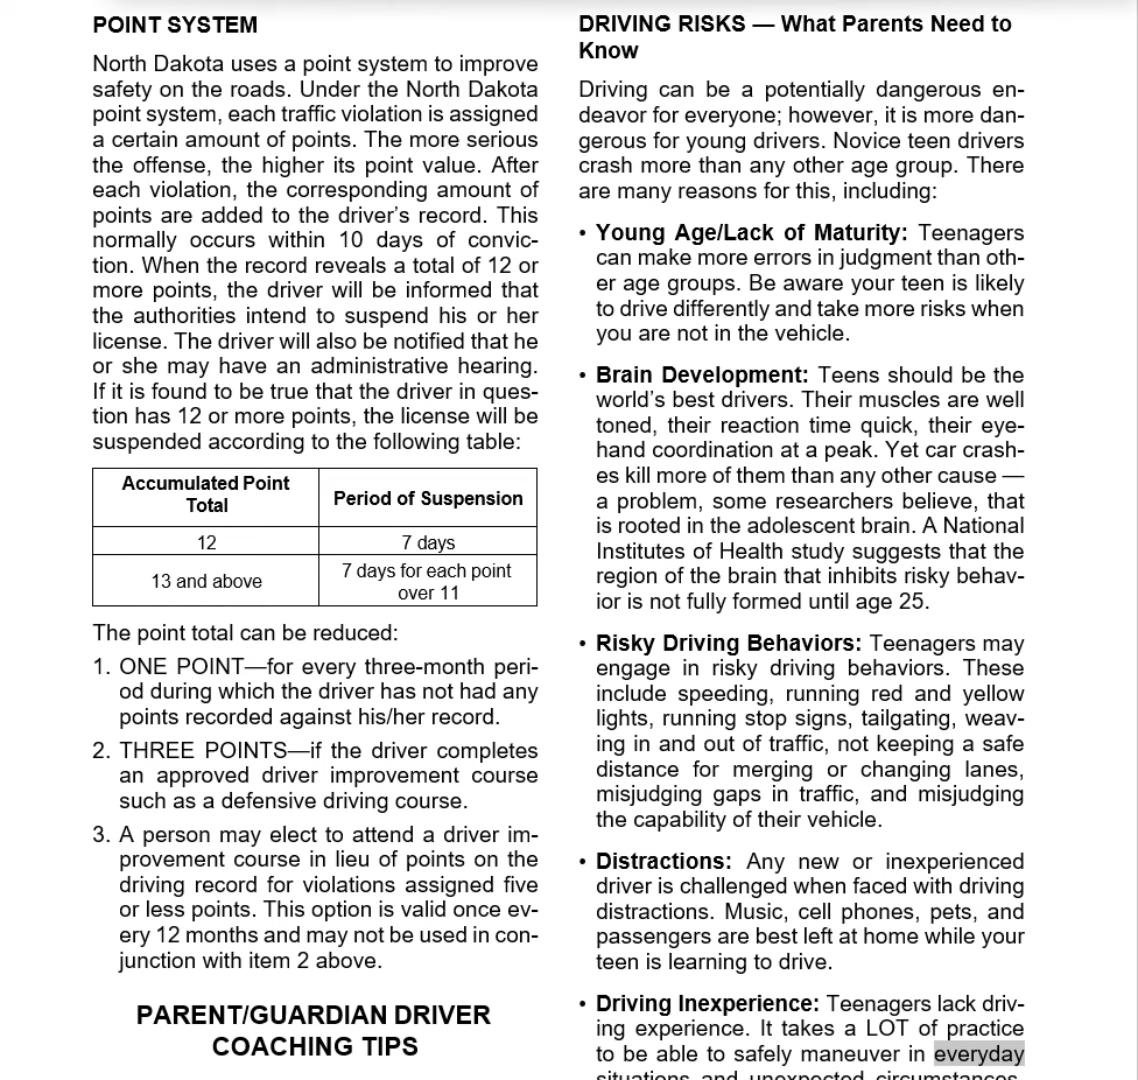 POINT SYSTEM
North Dakota uses a point system to improve
safety on the roads. Under the North Dakota
point system, each traffic violation is assigned
a certain amount of points. The more serious
the offense, the higher its point value. After
each violation, the corresponding amount of
points are added to the driver’s record. This
normally occurs within 10 days of convic-
tion. When the record reveals a total of 12 or
more points, the driver will be informed that
the authorities intend to suspend his or her
license. The driver will also be notified that he
or she may have an administrative hearing.
If it is found to be true that the driver in ques-
tion has 12 or more points, the license will be
suspended according to the following table:
Accumulated Point
Total
Period of Suspension
12
7 days
13 and above
7 days for each point
over 11
The point total can be reduced:
1. ONE POINT—for every three-month peri-
od during which the driver has not had any
points recorded against his/her record.
2. THREE POINTS—if the driver completes
an approved driver improvement course
such as a defensive driving course.
3. A person may elect to attend a driver im-
provement course in lieu of points on the
driving record for violations assigned five
or less points. This option is valid once ev-
ery 12 months and may not be used in con-
junction with item 2 above.
PARENT/GUARDIAN DRIVER
COACHING TIPS
DRIVING RISKS — What Parents Need to
Know
Driving can be a potentially dangerous en-
deavor for everyone; however, it is more dan-
gerous for young drivers. Novice teen drivers
crash more than any other age group. There
are many reasons for this, including:
• Young Age/Lack of Maturity: Teenagers
can make more errors in judgment than oth-
er age groups. Be aware your teen is likely
to drive differently and take more risks when
you are not in the vehicle.
• Brain Development: Teens should be the
world’s best drivers. Their muscles are well
toned, their reaction time quick, their eye-
hand coordination at a peak. Yet car crash-
es kill more of them than any other cause —
a problem, some researchers believe, that
is rooted in the adolescent brain. A National
Institutes of Health study suggests that the
region of the brain that inhibits risky behav-
ior is not fully formed until age 25.
• Risky Driving Behaviors: Teenagers may
engage in risky driving behaviors. These
include speeding, running red and yellow
lights, running stop signs, tailgating, weav-
ing in and out of traffic, not keeping a safe
distance for merging or changing lanes,
misjudging gaps in traffic, and misjudging
the capability of their vehicle.
• Distractions: Any new or inexperienced
driver is challenged when faced with driving
distractions. Music, cell phones, pets, and
passengers are best left at home while your
teen is learning to drive.
• Driving Inexperience: Teenagers lack driv-
ing experience. It takes a LOT of practice
to be able to safely maneuver in everyday
situations and unexpected circumstances.